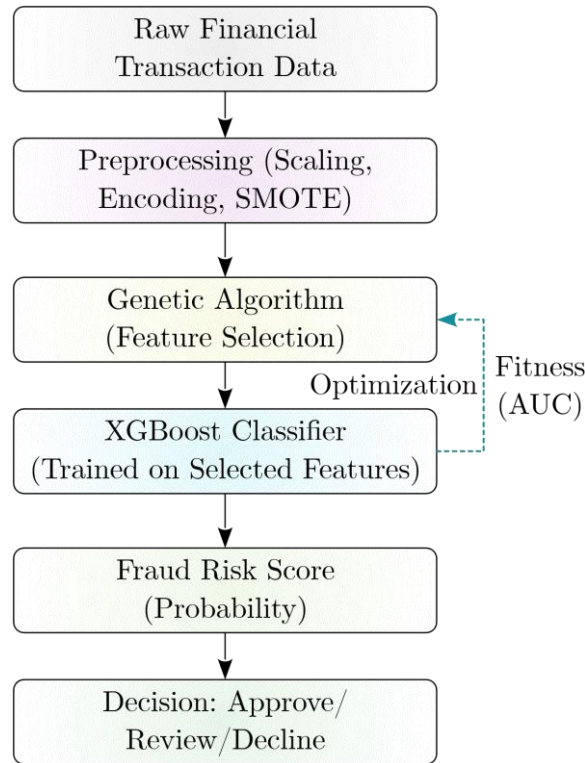 Raw Financial
Transaction Data
Preprocessing (Scaling,
Encoding, SMOTE)
Genetic Algorithm
(Feature Selection)
Optimization
Fitness
(AUC)
XGBoost Classifier
(Trained on Selected Features)
Fraud Risk Score
(Probability)
Decision: Approve/
Review/Decline